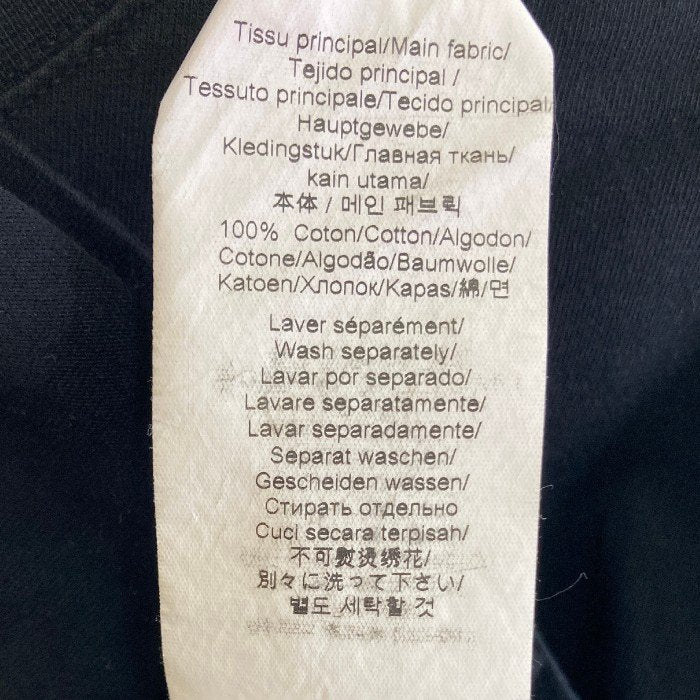 Tissu principal/Main fabric/
Tejido principal /
Tessuto principale/Tecido principal/
Hauptgewebe/
Kledingstuk/Главная ткань/
kain utama/
本体 / 메인 패브릭
100% Coton/Cotton/Algodon/
Cotone/Algodão/Baumwolle/
Katoen/Хлопок/Kapas/綿/면
Laver séparément/
Wash separately/
Lavar por separado/
Lavare separatamente/
Lavar separadamente/
Separat waschen/
Gescheiden wassen/
Стирать отдельно
Cuci secara terpisah/
不可熨烫绣花/
別々に洗って下さい/
별도 세탁할 것